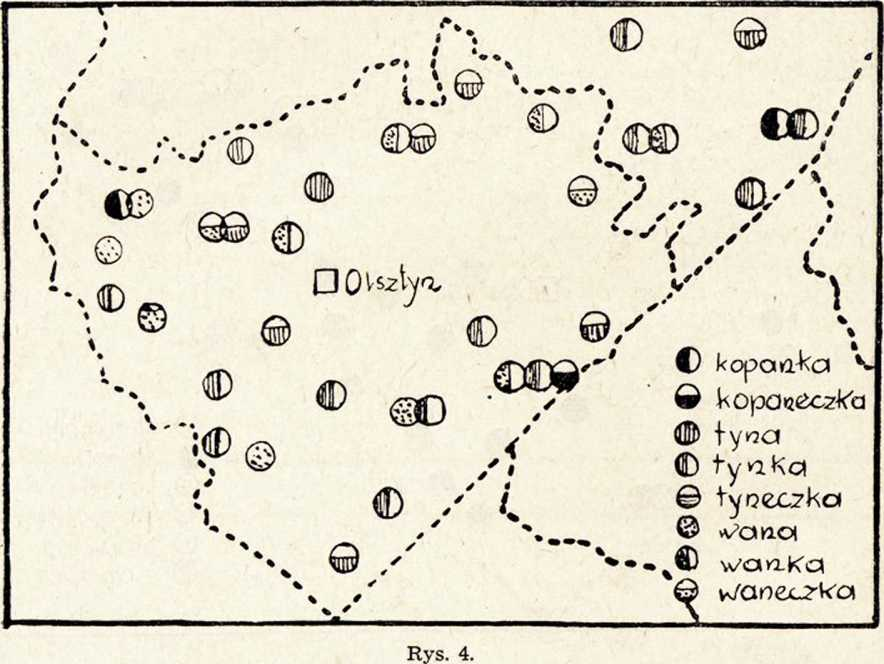 Olsztyn
kopanka
kopaneczka
tyna
tynka
tyneczka
wana
wanka
waneczka
Rys. 4.